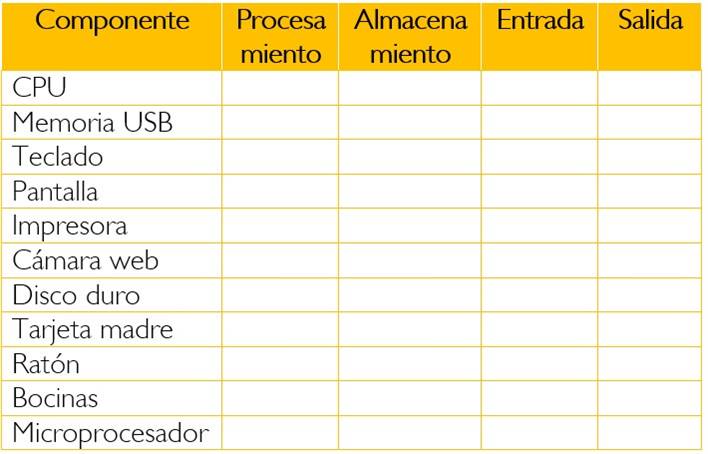 Componente Procesa miento Almacena miento Entrada Salida
CPU
Memoria USB
Teclado
Pantalla
Impresora
Cámara web
Disco duro
Tarjeta madre
Ratón
Bocinas
Microprocesador